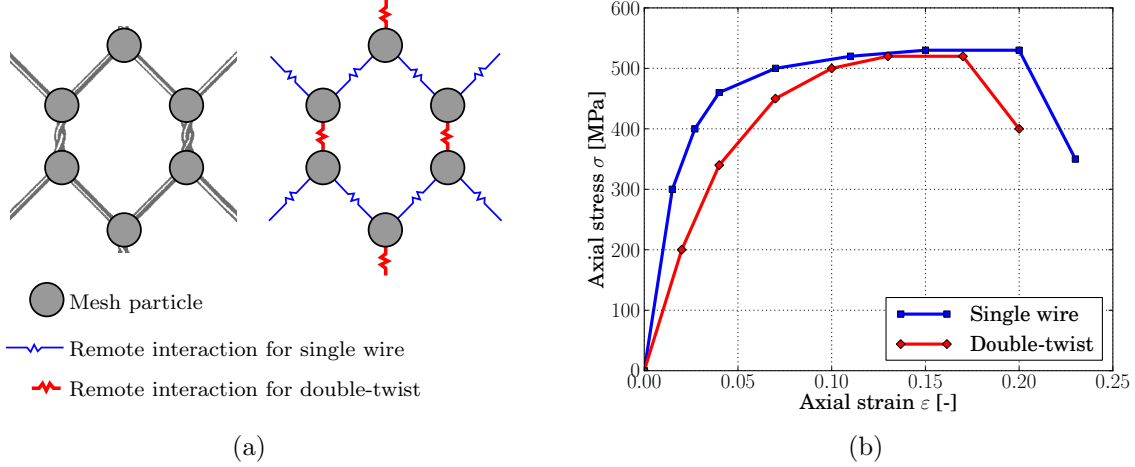 Mesh particle
Remote interaction for single wire
Remote interaction for double-twist
(a)
600
500
400
300
200
100
0
Axial stress σ [MPa]
Single wire
Double-twist
0.00
0.05
0.10
0.15
0.20
0.25
Axial strain ε [-]
(b)